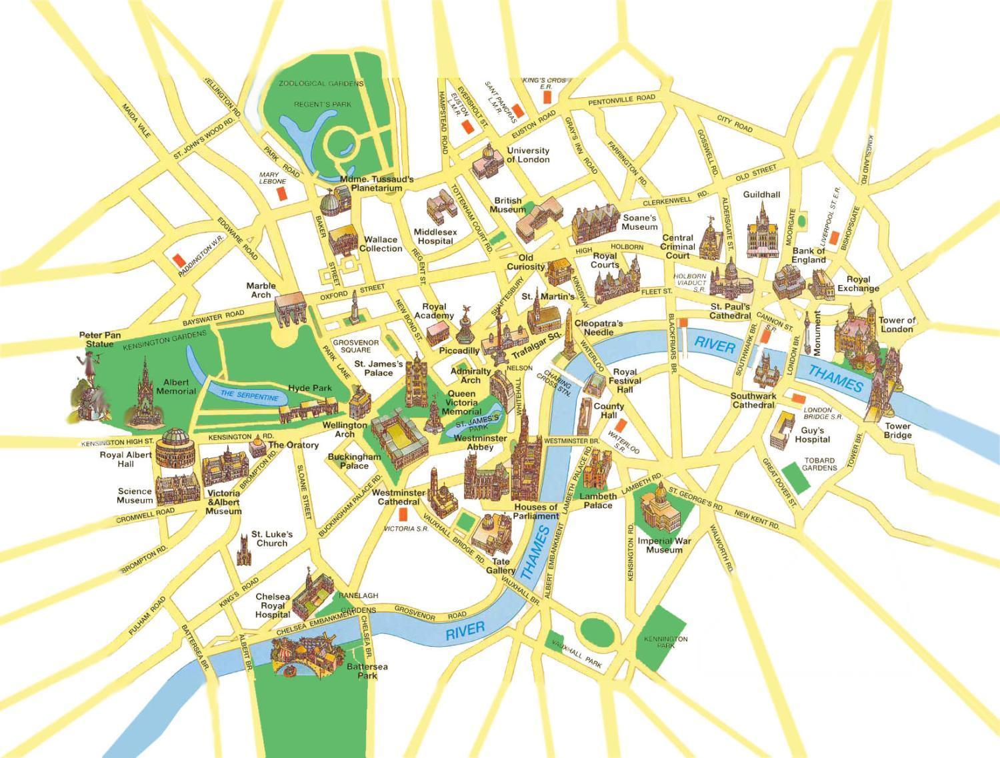 ZOOLOGICAL GARDENS
REGENT'S PARK
MAIDA VALE
ST. JOHN'S WOOD RD.
PARK ROAD
MARY
LEBONE
Mdme. Tussaud's
Planetarium
HAMPSTEAD ROAD
EVERSHOLT ST.
EUSTON
L.M.R.
SANT PANCRAS
L.M.R.
KING'S CROS
E.R.
EUSTON ROAD
PENTONVILLE ROAD
CITY ROAD
GRAY'S INN ROAD
FARRINGTON RD.
GOSSWELL RD.
OLD STREET
KINGSLAND RD.
University
of London
CLERKENWELL RD.
ALDERSGATE ST.
Guildhall
MOORGATE
LIVERPOOL ST. E.R.
BISHOPSGATE
EDGWARE ROAD
PADDINGTON W.R.
BAKER
STREET
Wallace
Collection
REGENT ST.
Middlesex
Hospital
TOTTENHAM COURT RD.
British
Museum
Soane's
Museum
HIGH HOLBORN
Central
Criminal
Court
HOLBORN
VIADUCT
S.R.
Bank of
England
Royal
Exchange
Marble
Arch
OXFORD STREET
NEW BOND ST.
Royal
Academy
SHAFTESBURY
Old
Curiosity
KINGSWAY
Royal
Courts
FLEET ST.
St. Martin's
St. Paul's
Cathedral
CANNON ST.
S.R.
Monument
Tower of
London
BAYSWATER ROAD
KENSINGTON GARDENS
Peter Pan
Statue
Albert
Memorial
THE SERPENTINE
Hyde Park
PARK LANE
GROSVENOR
SQUARE
St. James's
Palace
Piccadilly
Trafalgar Sq.
NELSON
Cleopatra's
Needle
WATERLOO
CHARING
CROSS STN.
Admiralty
Arch
WHITEHALL
Queen
Victoria
Memorial
ST. JAMES'S
PARK
BLACKFRIARS BR.
RIVER
THAMES
SOUTHWARK BR.
LONDON BR.
Southwark
Cathedral
LONDON
BRIDGE S.R.
Guy's
Hospital
Tower
Bridge
TOWER BR.
TOBARD
GARDENS
GREAT DOVER ST.
Royal
Festival
Hall
County
Hall
WATERLOO
S.R.
WESTMINSTER BR.
Westminster
Abbey
Wellington
Arch
Buckingham
Palace
KENSINGTON HIGH ST.
KENSINGTON RD.
The Oratory
Royal Albert
Hall
Science
Museum
Victoria
&Albert
Museum
BROMPTON RD.
CROMWELL ROAD
BROMPTON RD.
SLOANE STREET
BUCKINGHAM PALACE RD.
Westminster
Cathedral
VICTORIA S.R.
VAUXHALL BRIDGE RD.
Tate
Gallery
Houses of
Parliament
LAMBETH PALACE RD.
Lambeth
Palace
LAMBETH RD.
ST. GEORGE'S RD.
NEW KENT RD.
Imperial War
Museum
WALWORTH RD.
KENSINGTON RD.
ALBERT EMBANKMENT
THAMES
VAUXHALL BR.
St. Luke's
Church
KING'S ROAD
FULHAM ROAD
Chelsea
Royal
Hospital
RANELAGH
GARDENS
CHELSEA EMBANKMENT
GROSVENOR ROAD
RIVER
CHELSEA BR.
BATTERSEA BR.
ALBERT BR.
Battersea
Park
VAUXHALL PARK
KENNINGTON
PARK